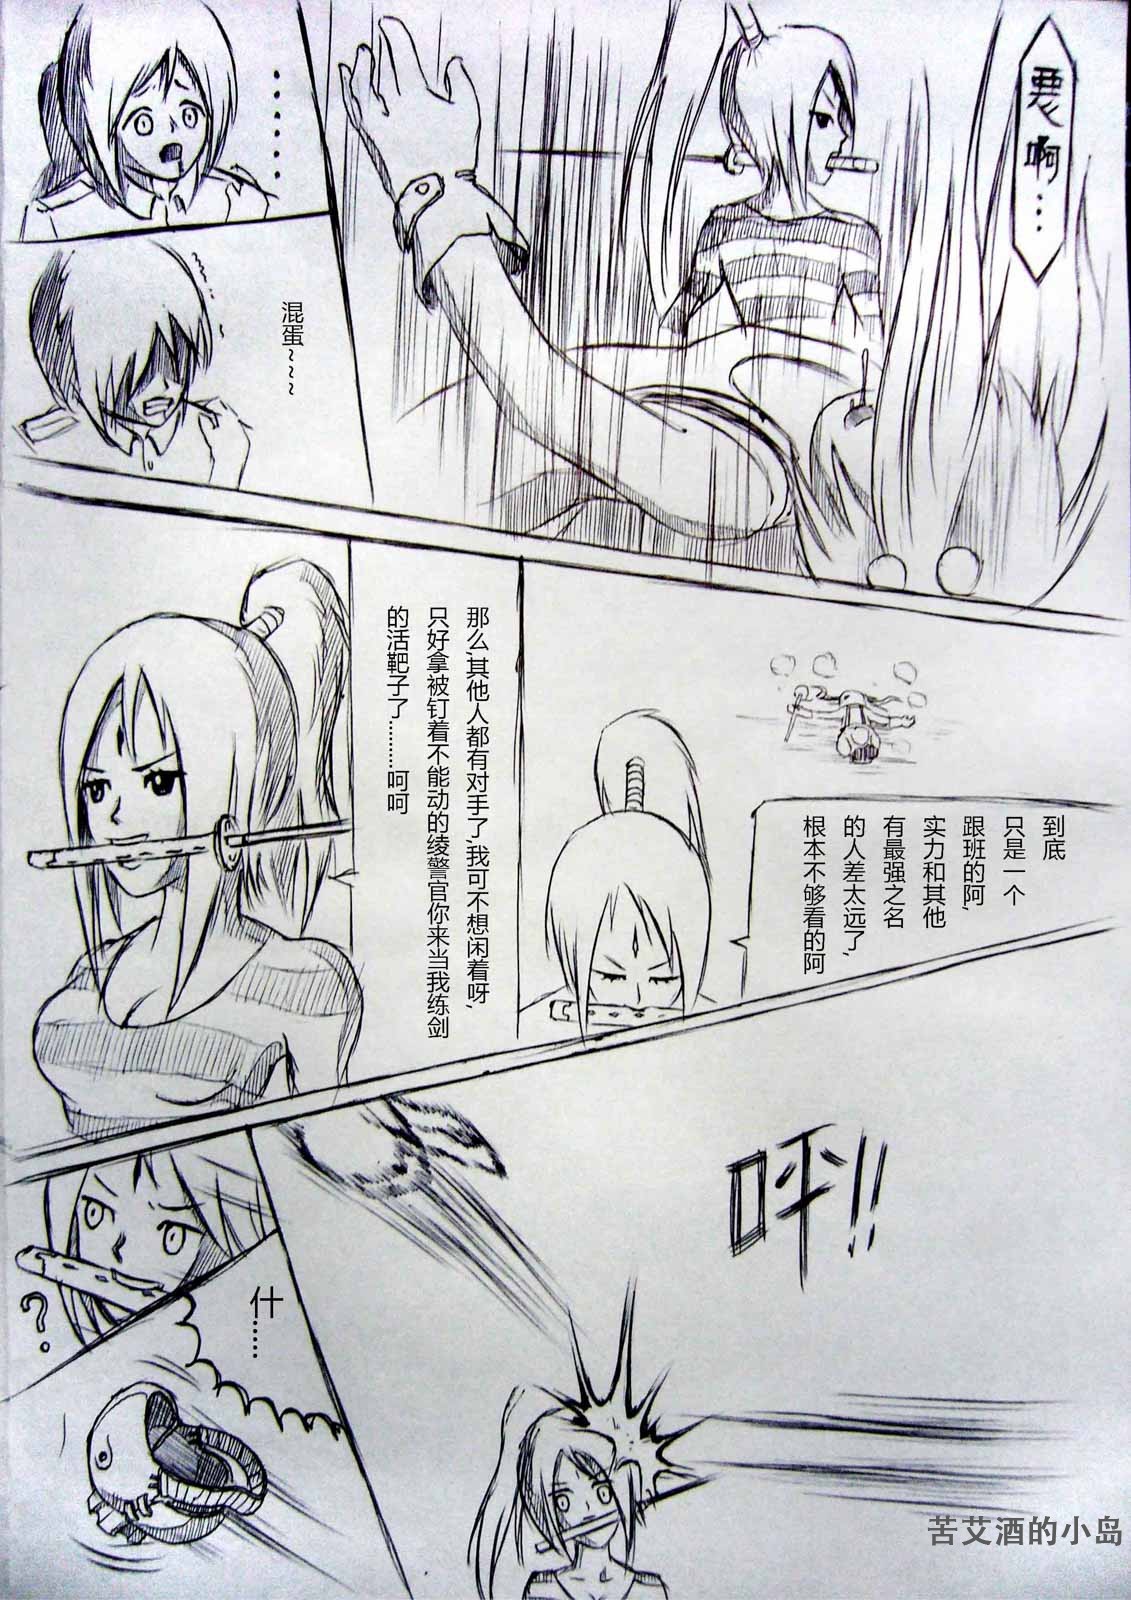 悪啊…
……
混蛋~~~
到底
只是一个
跟班的阿,
实力和其他
有最强之名
的人差太远了,
根本不够看的阿
那么,其他人都有对手了,我可不想闲着呀,
只好拿被钉着不能动的绫警官你来当我练剑
的活靶子了………呵呵
呯!!
什……
?
苦艾酒的小岛